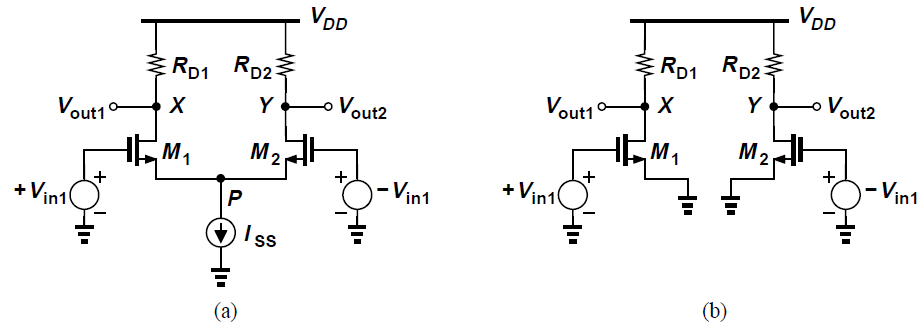 V_DD
R_D1
R_D2
V_out1
X
Y
V_out2
M_1
M_2
+V_in1
+
−
P
+
−
−V_in1
I_SS
(a)
V_DD
R_D1
R_D2
V_out1
X
Y
V_out2
M_1
M_2
+V_in1
+
−
+
−
−V_in1
(b)